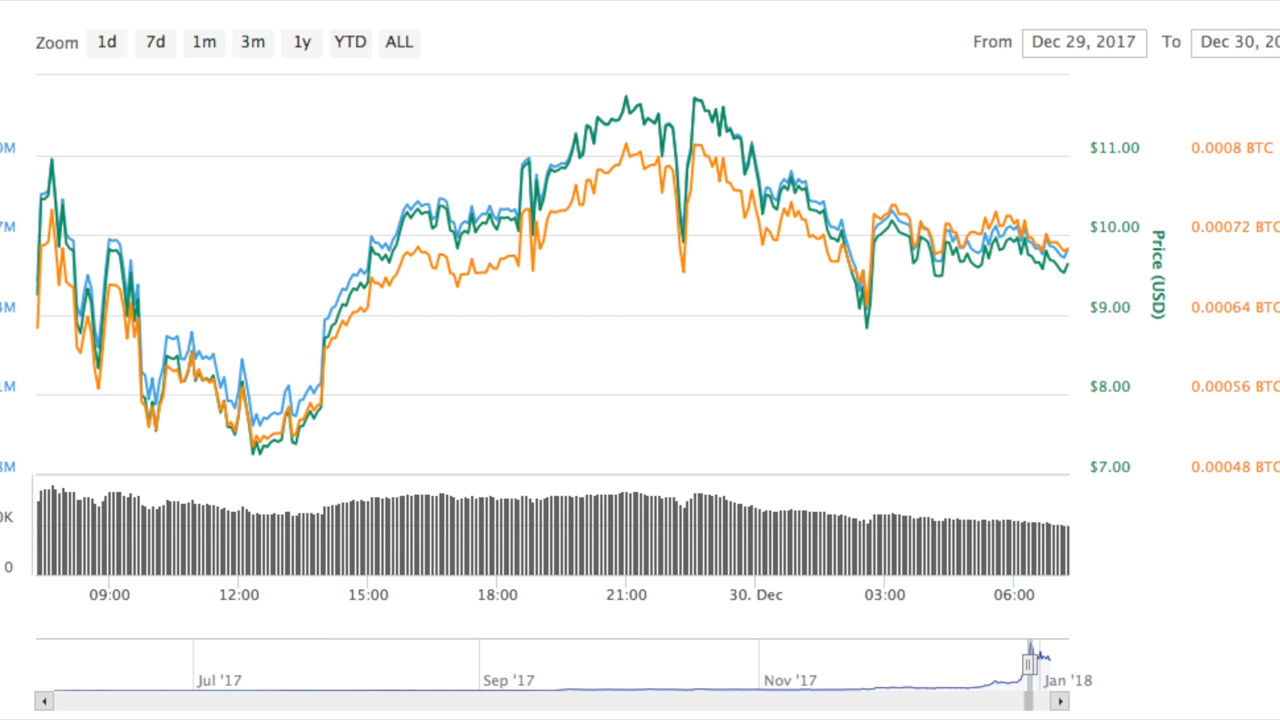 Zoom 1d 7d 1m 3m 1y YTD ALL From Dec 29, 2017 To Dec 30, 20
0M $11.00 0.0008 BTC
7M $10.00 0.00072 BTC
4M $9.00 0.00064 BTC
1M $8.00 0.00056 BTC
8M $7.00 0.00048 BTC
Price (USD)
0K
0
09:00 12:00 15:00 18:00 21:00 30. Dec 03:00 06:00
Jul '17 Sep '17 Nov '17 Jan '18